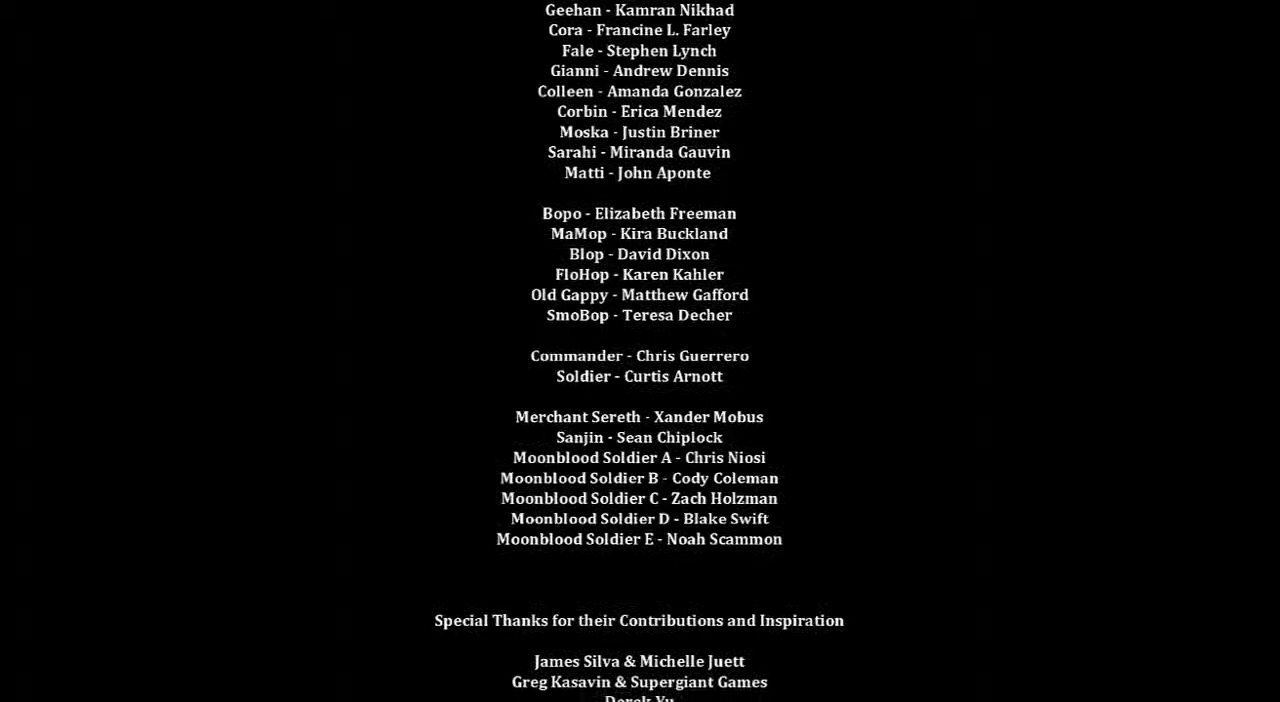 Geehan - Kamran Nikhad
Cora - Francine L. Farley
Fale - Stephen Lynch
Gianni - Andrew Dennis
Colleen - Amanda Gonzalez
Corbin - Erica Mendez
Moska - Justin Briner
Sarahi - Miranda Gauvin
Matti - John Aponte
Bopo - Elizabeth Freeman
MaMop - Kira Buckland
Blop - David Dixon
FloHop - Karen Kahler
Old Gappy - Matthew Gafford
SmoBop - Teresa Decher
Commander - Chris Guerrero
Soldier - Curtis Arnott
Merchant Sereth - Xander Mobus
Sanjin - Sean Chiplock
Moonblood Soldier A - Chris Niosi
Moonblood Soldier B - Cody Coleman
Moonblood Soldier C - Zach Holzman
Moonblood Soldier D - Blake Swift
Moonblood Soldier E - Noah Scammon
Special Thanks for their Contributions and Inspiration
James Silva & Michelle Juett
Greg Kasavin & Supergiant Games
Derek Yu